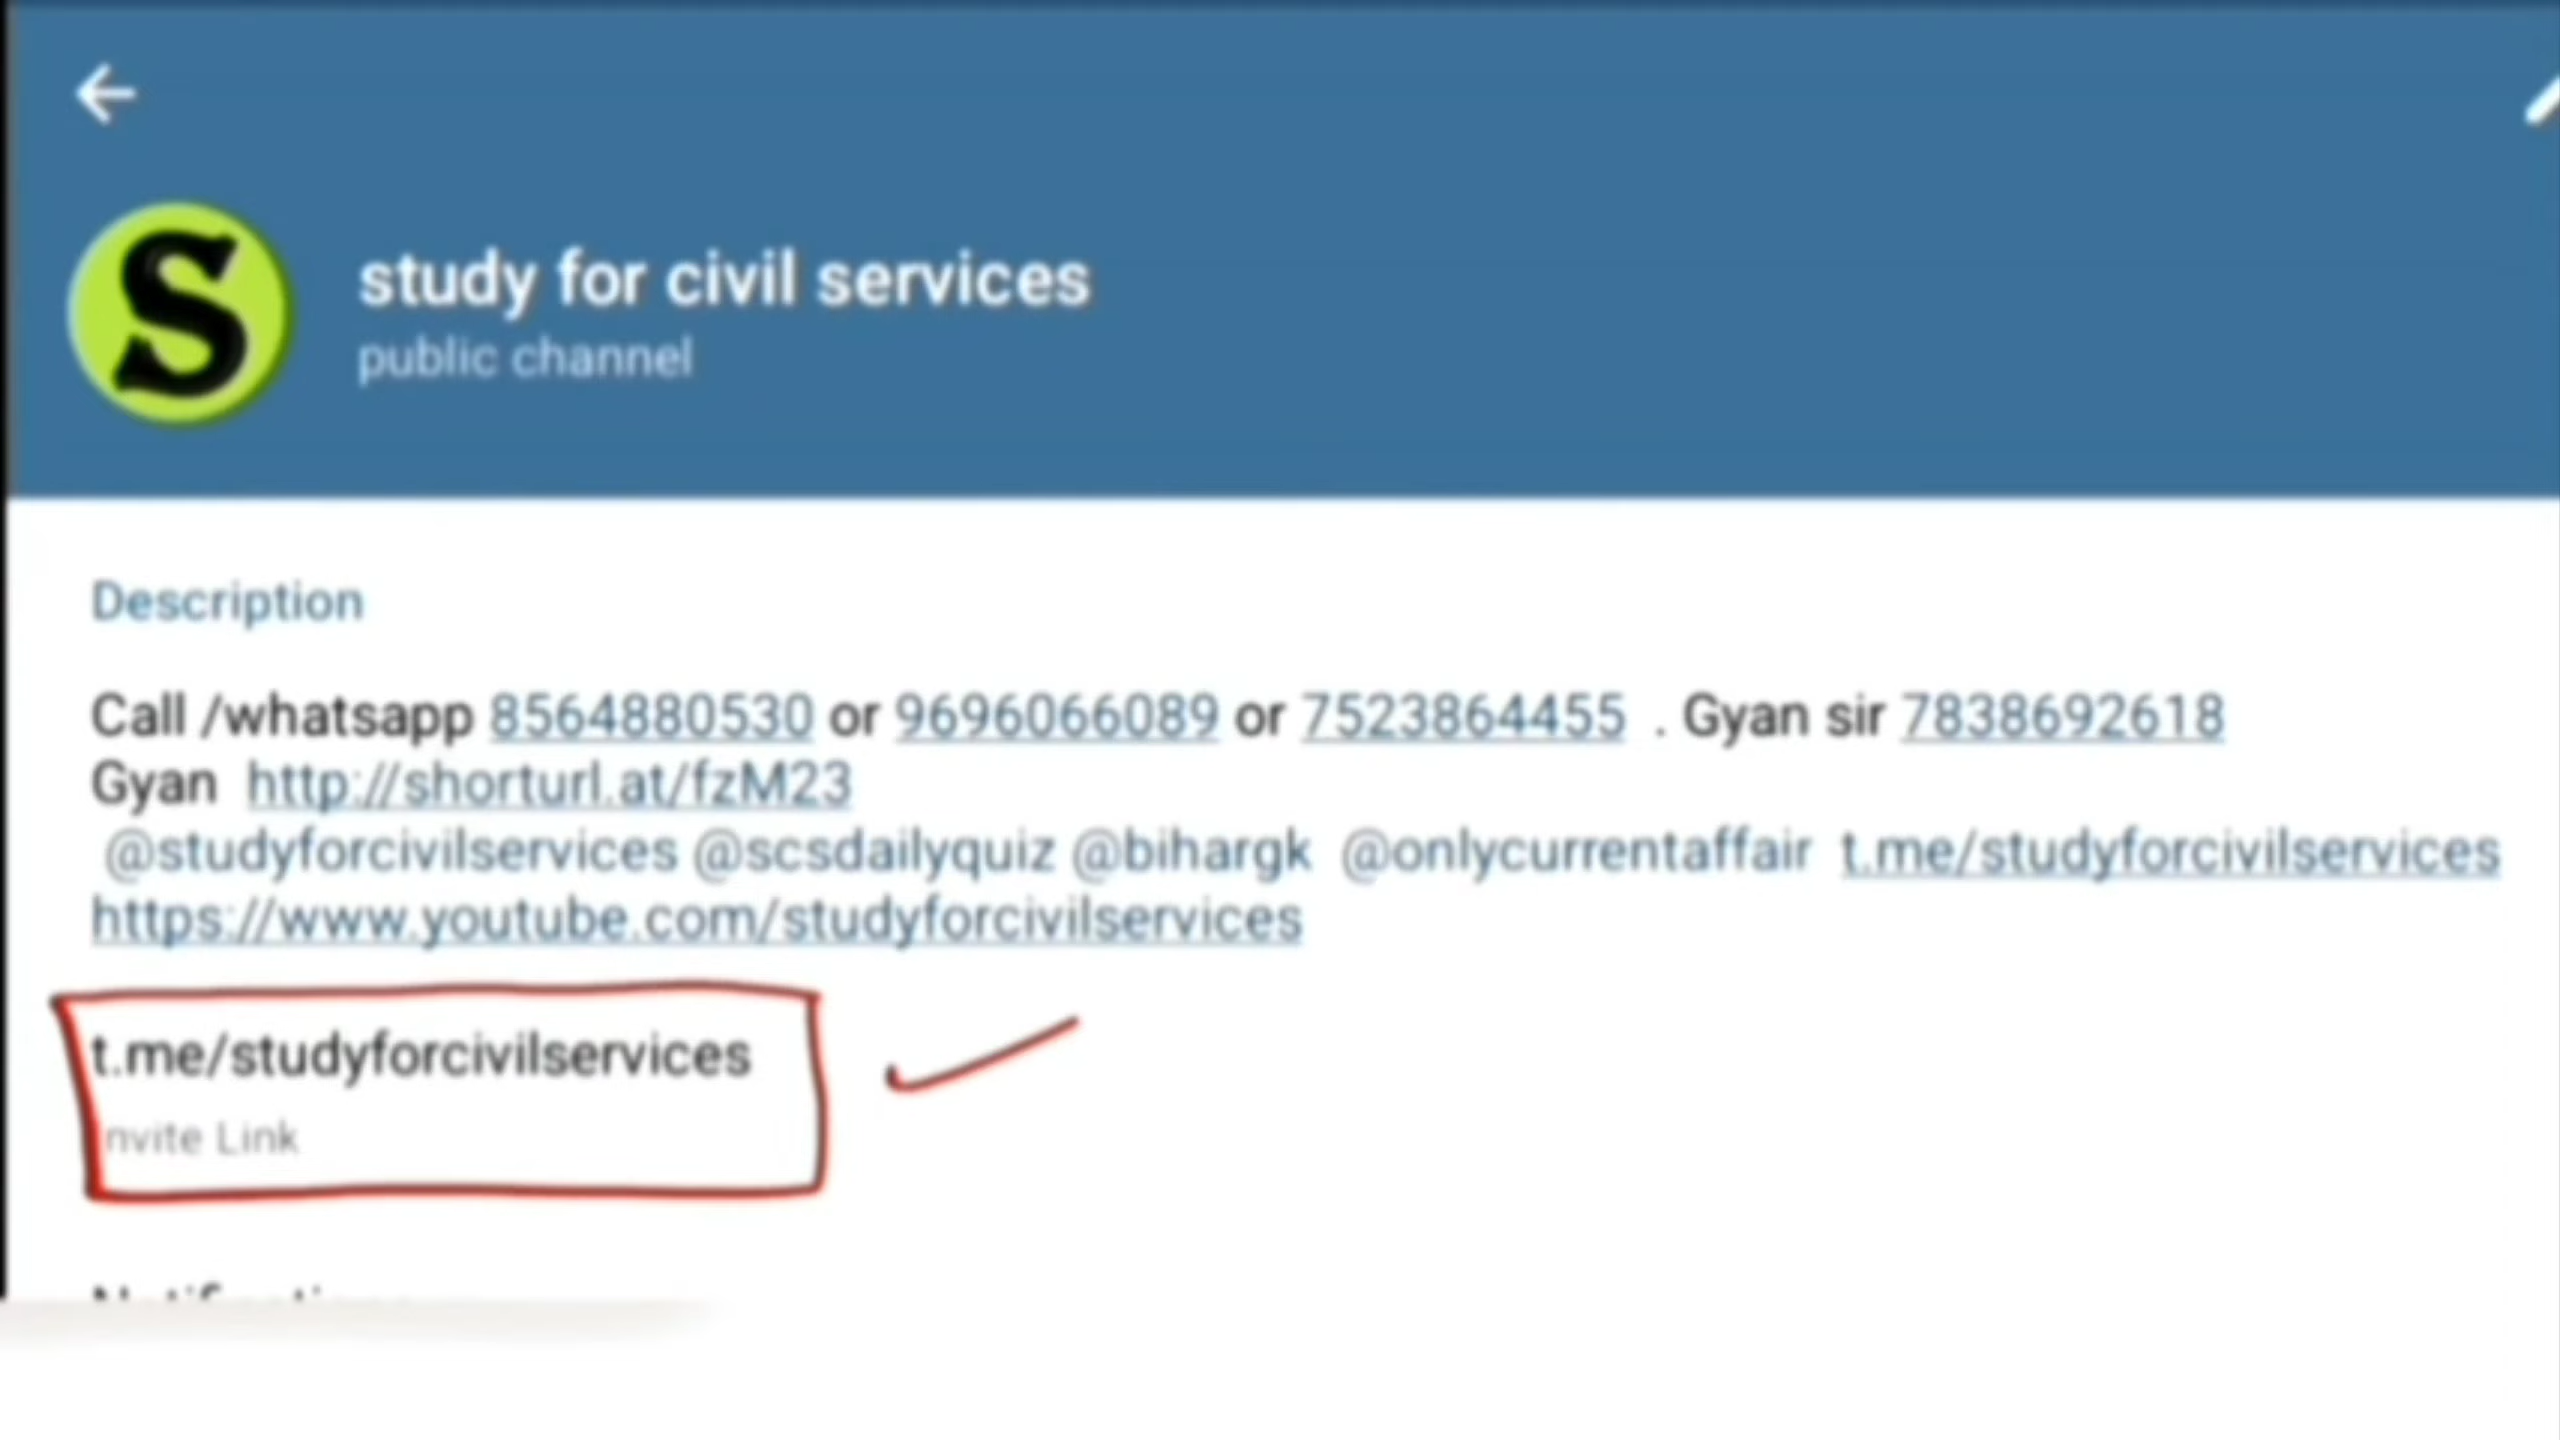 S
study for civil services
public channel
Description
Call /whatsapp 8564880530 or 9696066089 or 7523864455 . Gyan sir 7838692618
Gyan http://shorturl.at/fzM23
@studyforcivilservices @scsdailyquiz @bihargk @onlycurrentaffair t.me/studyforcivilservices
https://www.youtube.com/studyforcivilservices
t.me/studyforcivilservices
nvite Link